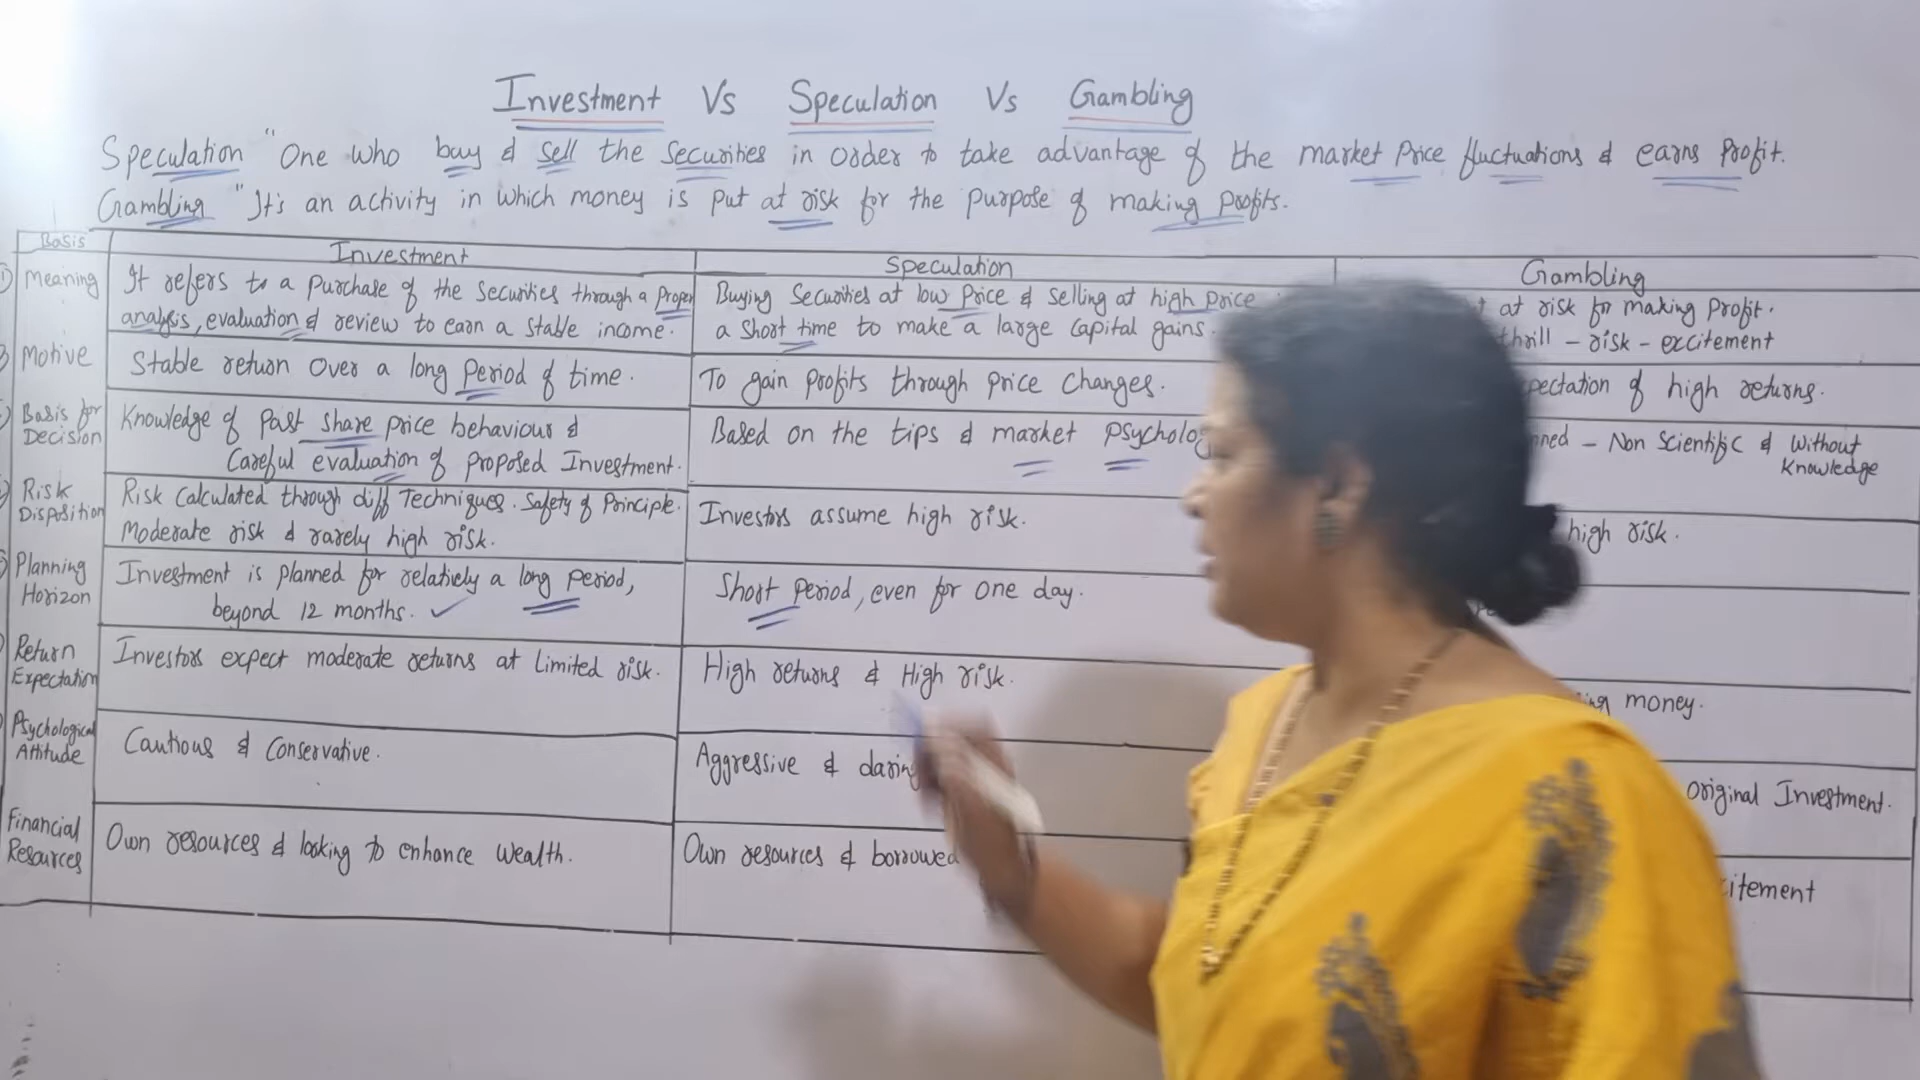 Investment Vs Speculation Vs Gambling
Speculation "One who buy & sell the securities in order to take advantage of the market price fluctuations & earns profit.
Gambling "It's an activity in which money is put at risk for the purpose of making profits.
Basis
Investment
Speculation
Gambling
Meaning
It refers to a purchase of the securities through a proper
analysis, evaluation & review to earn a stable income.
Buying securities at low price & selling at high price
a short time to make a large capital gains.
at risk for making profit.
thrill - risk - excitement
Motive
Stable return over a long period of time.
To gain profits through price changes.
of high returns.
Basis for
Decision
Knowledge of past share price behaviour &
careful evaluation of proposed Investment.
Based on the tips & market
- Non Scientific & without
knowledge
Risk
Disposition
Risk calculated through diff techniques. Safety of Principle.
Moderate risk & rarely high risk.
Investors assume high risk.
high risk.
Planning
Horizon
Investment is planned for relatively a long period,
beyond 12 months.
Short period, even for one day.
Return
Expectation
Investors expect moderate returns at limited risk.
High returns & High risk.
money.
Psychological
Attitude
Cautious & Conservative.
Aggressive & daring
original Investment.
Financial
Resources
Own resources & looking to enhance wealth.
Own resources & borrowed